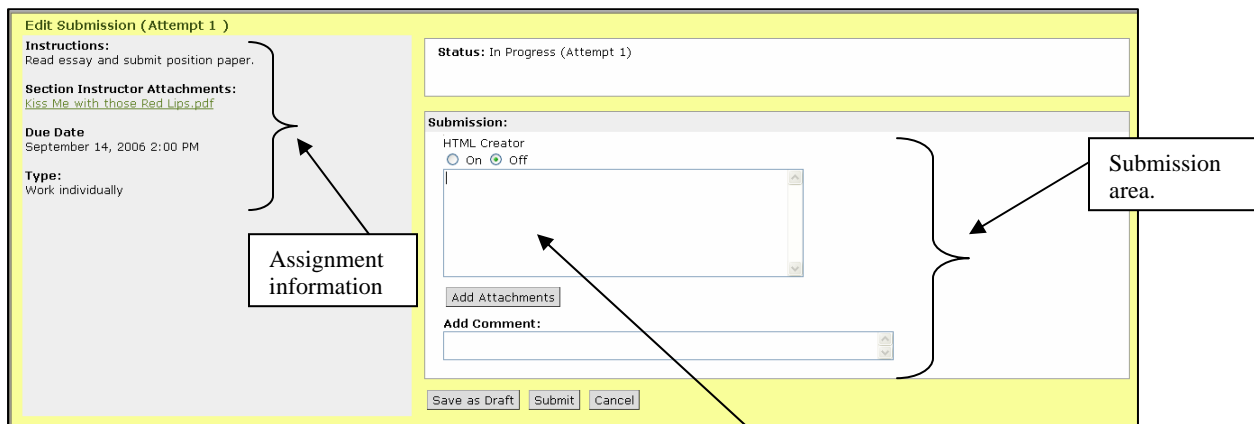 Edit Submission (Attempt 1 )
Instructions:
Read essay and submit position paper.
Section Instructor Attachments:
Kiss Me with those Red Lips.pdf
Due Date
September 14, 2006 2:00 PM
Type:
Work individually
Assignment
information
Status: In Progress (Attempt 1)
Submission:
HTML Creator
On Off
Add Attachments
Add Comment:
Save as Draft Submit Cancel
Submission
area.